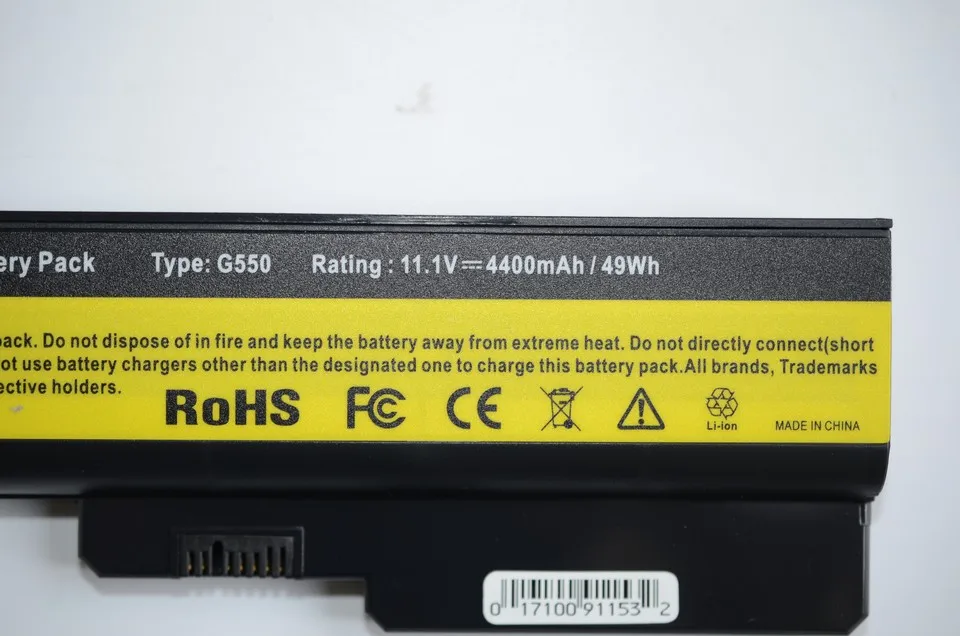 ery Pack Type: G550 Rating : 11.1V⎓4400mAh / 49Wh
pack. Do not dispose of in fire and keep the battery away from extreme heat. Do not directly connect(short
ot use battery chargers other than the designated one to charge this battery pack.All brands, Trademarks
ective holders.
RoHS FC CE Li-ion MADE IN CHINA
0 17100 91153 2